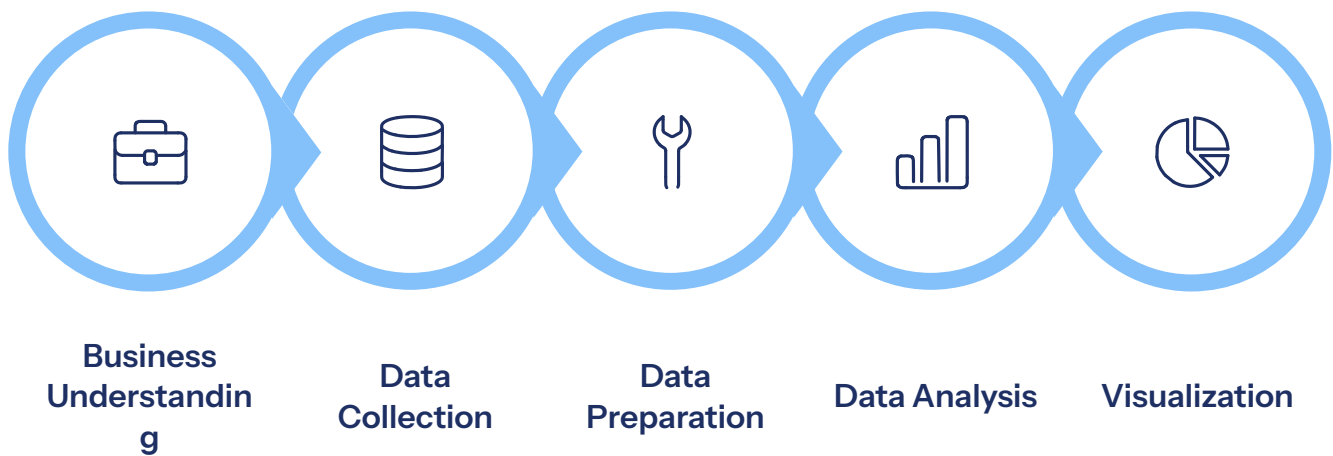 Business
Understandin
g
Data
Collection
Data
Preparation
Data Analysis
Visualization